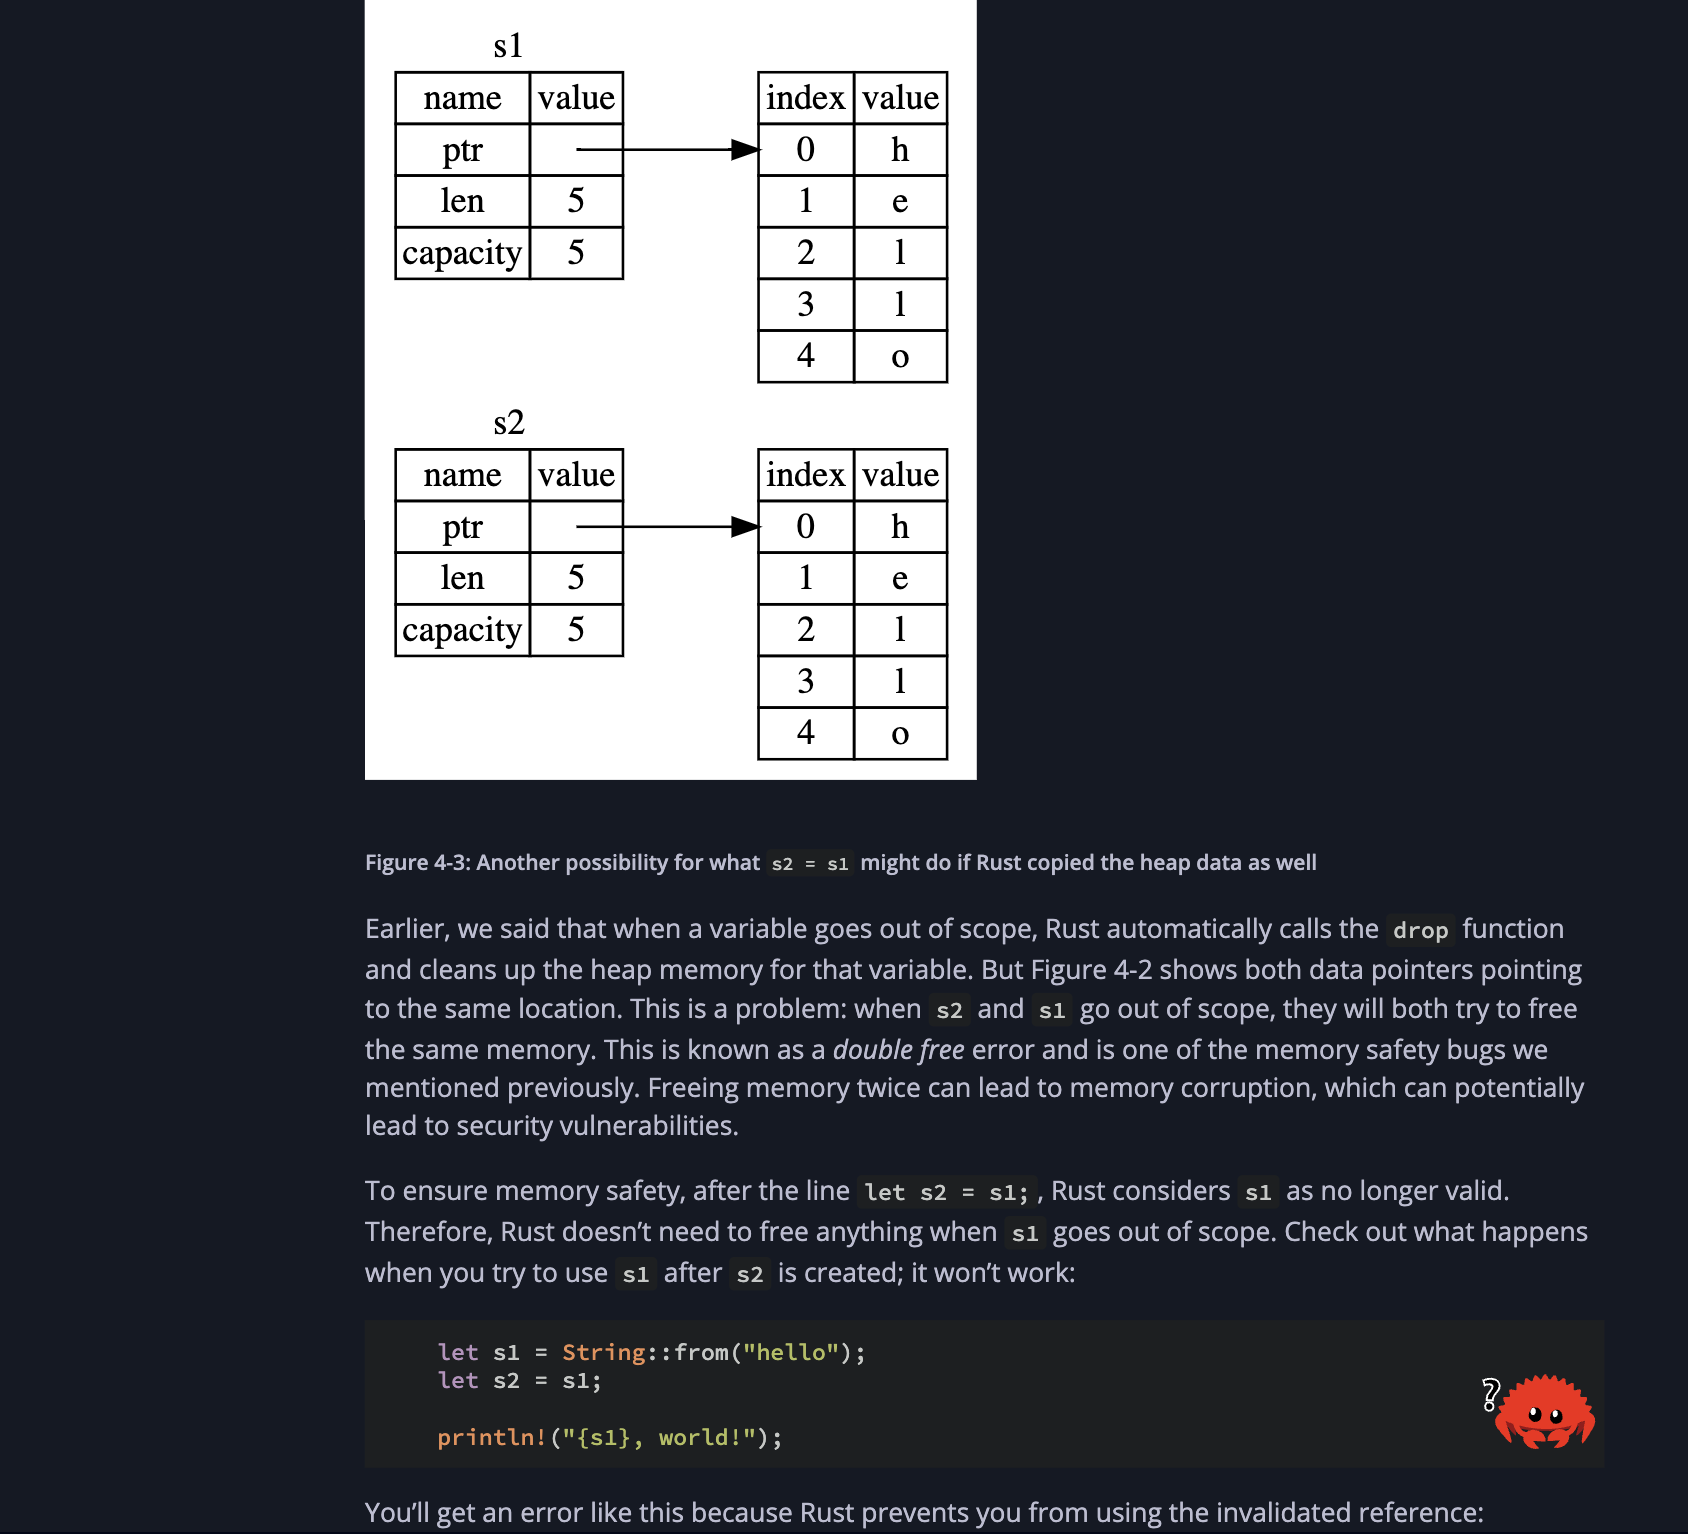 s1
name value
ptr
len 5
capacity 5
index value
0 h
1 e
2 l
3 l
4 o
s2
name value
ptr
len 5
capacity 5
index value
0 h
1 e
2 l
3 l
4 o
Figure 4-3: Another possibility for what s2 = s1 might do if Rust copied the heap data as well
Earlier, we said that when a variable goes out of scope, Rust automatically calls the drop function
and cleans up the heap memory for that variable. But Figure 4-2 shows both data pointers pointing
to the same location. This is a problem: when s2 and s1 go out of scope, they will both try to free
the same memory. This is known as a double free error and is one of the memory safety bugs we
mentioned previously. Freeing memory twice can lead to memory corruption, which can potentially
lead to security vulnerabilities.
To ensure memory safety, after the line let s2 = s1; , Rust considers s1 as no longer valid.
Therefore, Rust doesn’t need to free anything when s1 goes out of scope. Check out what happens
when you try to use s1 after s2 is created; it won’t work:
let s1 = String::from("hello");
let s2 = s1;
println!("{s1}, world!");
?
You’ll get an error like this because Rust prevents you from using the invalidated reference: